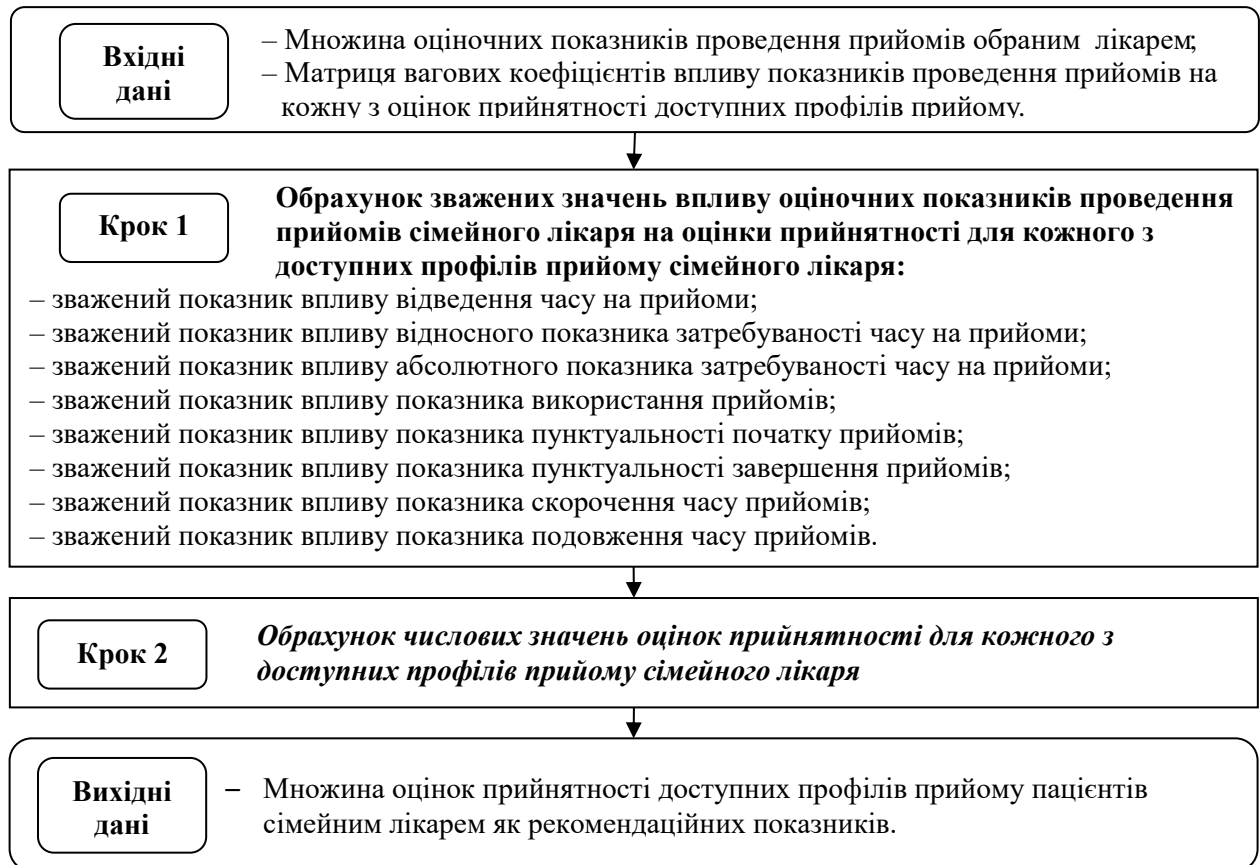 Вхідні
дані
– Множина оціночних показників проведення прийомів обраним лікарем;
– Матриця вагових коефіцієнтів впливу показників проведення прийомів на
кожну з оцінок прийнятності доступних профілів прийому.
Крок 1
Обрахунок зважених значень впливу оціночних показників проведення
прийомів сімейного лікаря на оцінки прийнятності для кожного з
доступних профілів прийому сімейного лікаря:
– зважений показник впливу відведення часу на прийоми;
– зважений показник впливу відносного показника затребуваності часу на прийоми;
– зважений показник впливу абсолютного показника затребуваності часу на прийоми;
– зважений показник впливу показника використання прийомів;
– зважений показник впливу показника пунктуальності початку прийомів;
– зважений показник впливу показника пунктуальності завершення прийомів;
– зважений показник впливу показника скорочення часу прийомів;
– зважений показник впливу показника подовження часу прийомів.
Крок 2
Обрахунок числових значень оцінок прийнятності для кожного з
доступних профілів прийому сімейного лікаря
Вихідні
дані
– Множина оцінок прийнятності доступних профілів прийому пацієнтів
сімейним лікарем як рекомендаційних показників.